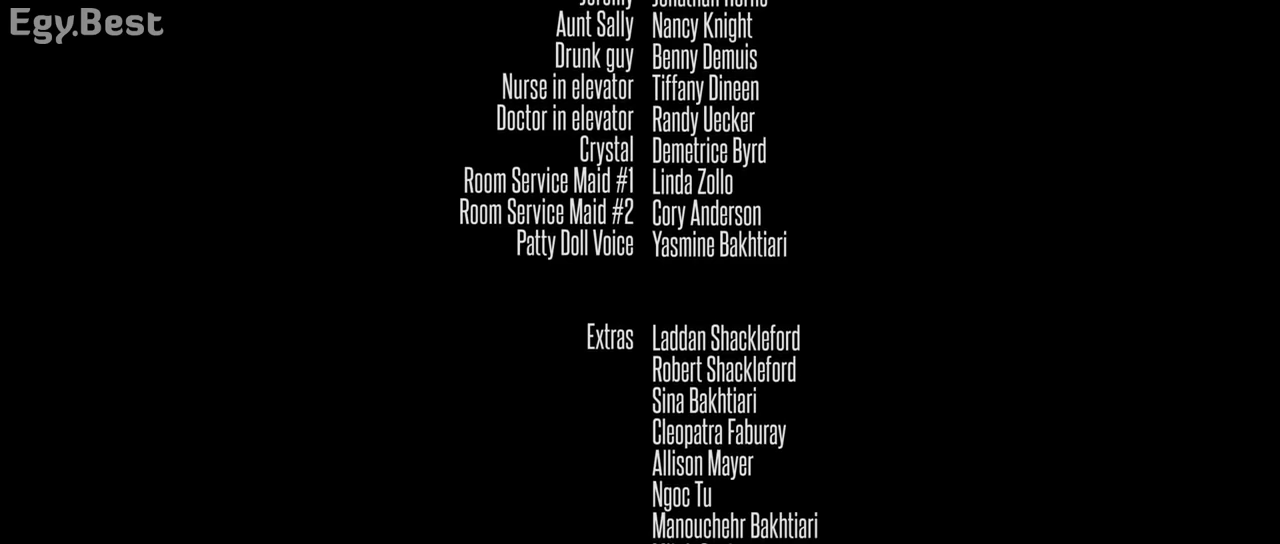 Egy.Best
Aunt Sally Nancy Knight
Drunk guy Benny Demuis
Nurse in elevator Tiffany Dineen
Doctor in elevator Randy Uecker
Crystal Demetrice Byrd
Room Service Maid #1 Linda Zollo
Room Service Maid #2 Cory Anderson
Patty Doll Voice Yasmine Bakhtiari
Extras Laddan Shackleford
Robert Shackleford
Sina Bakhtiari
Cleopatra Faburay
Allison Mayer
Ngoc Tu
Manouchehr Bakhtiari